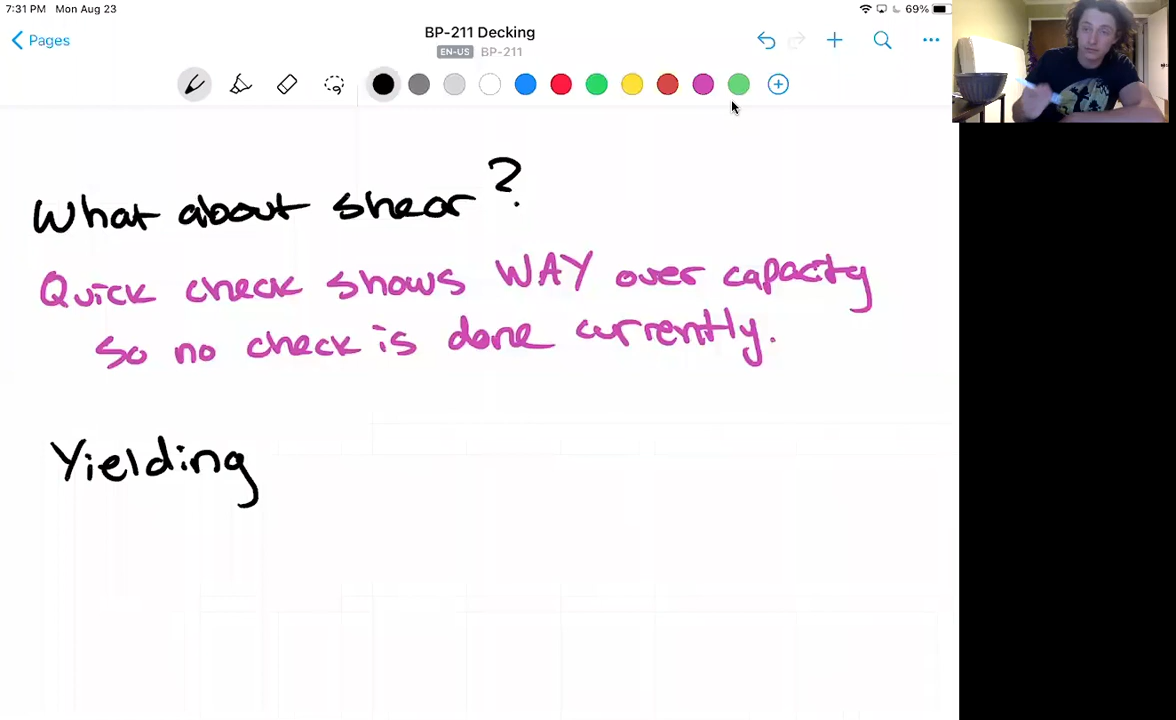 7:31 PM Mon Aug 23
69%
Pages
BP-211 Decking
EN-US BP-211
What about shear?
Quick check shows WAY over capacity
so no check is done currently.
Yielding